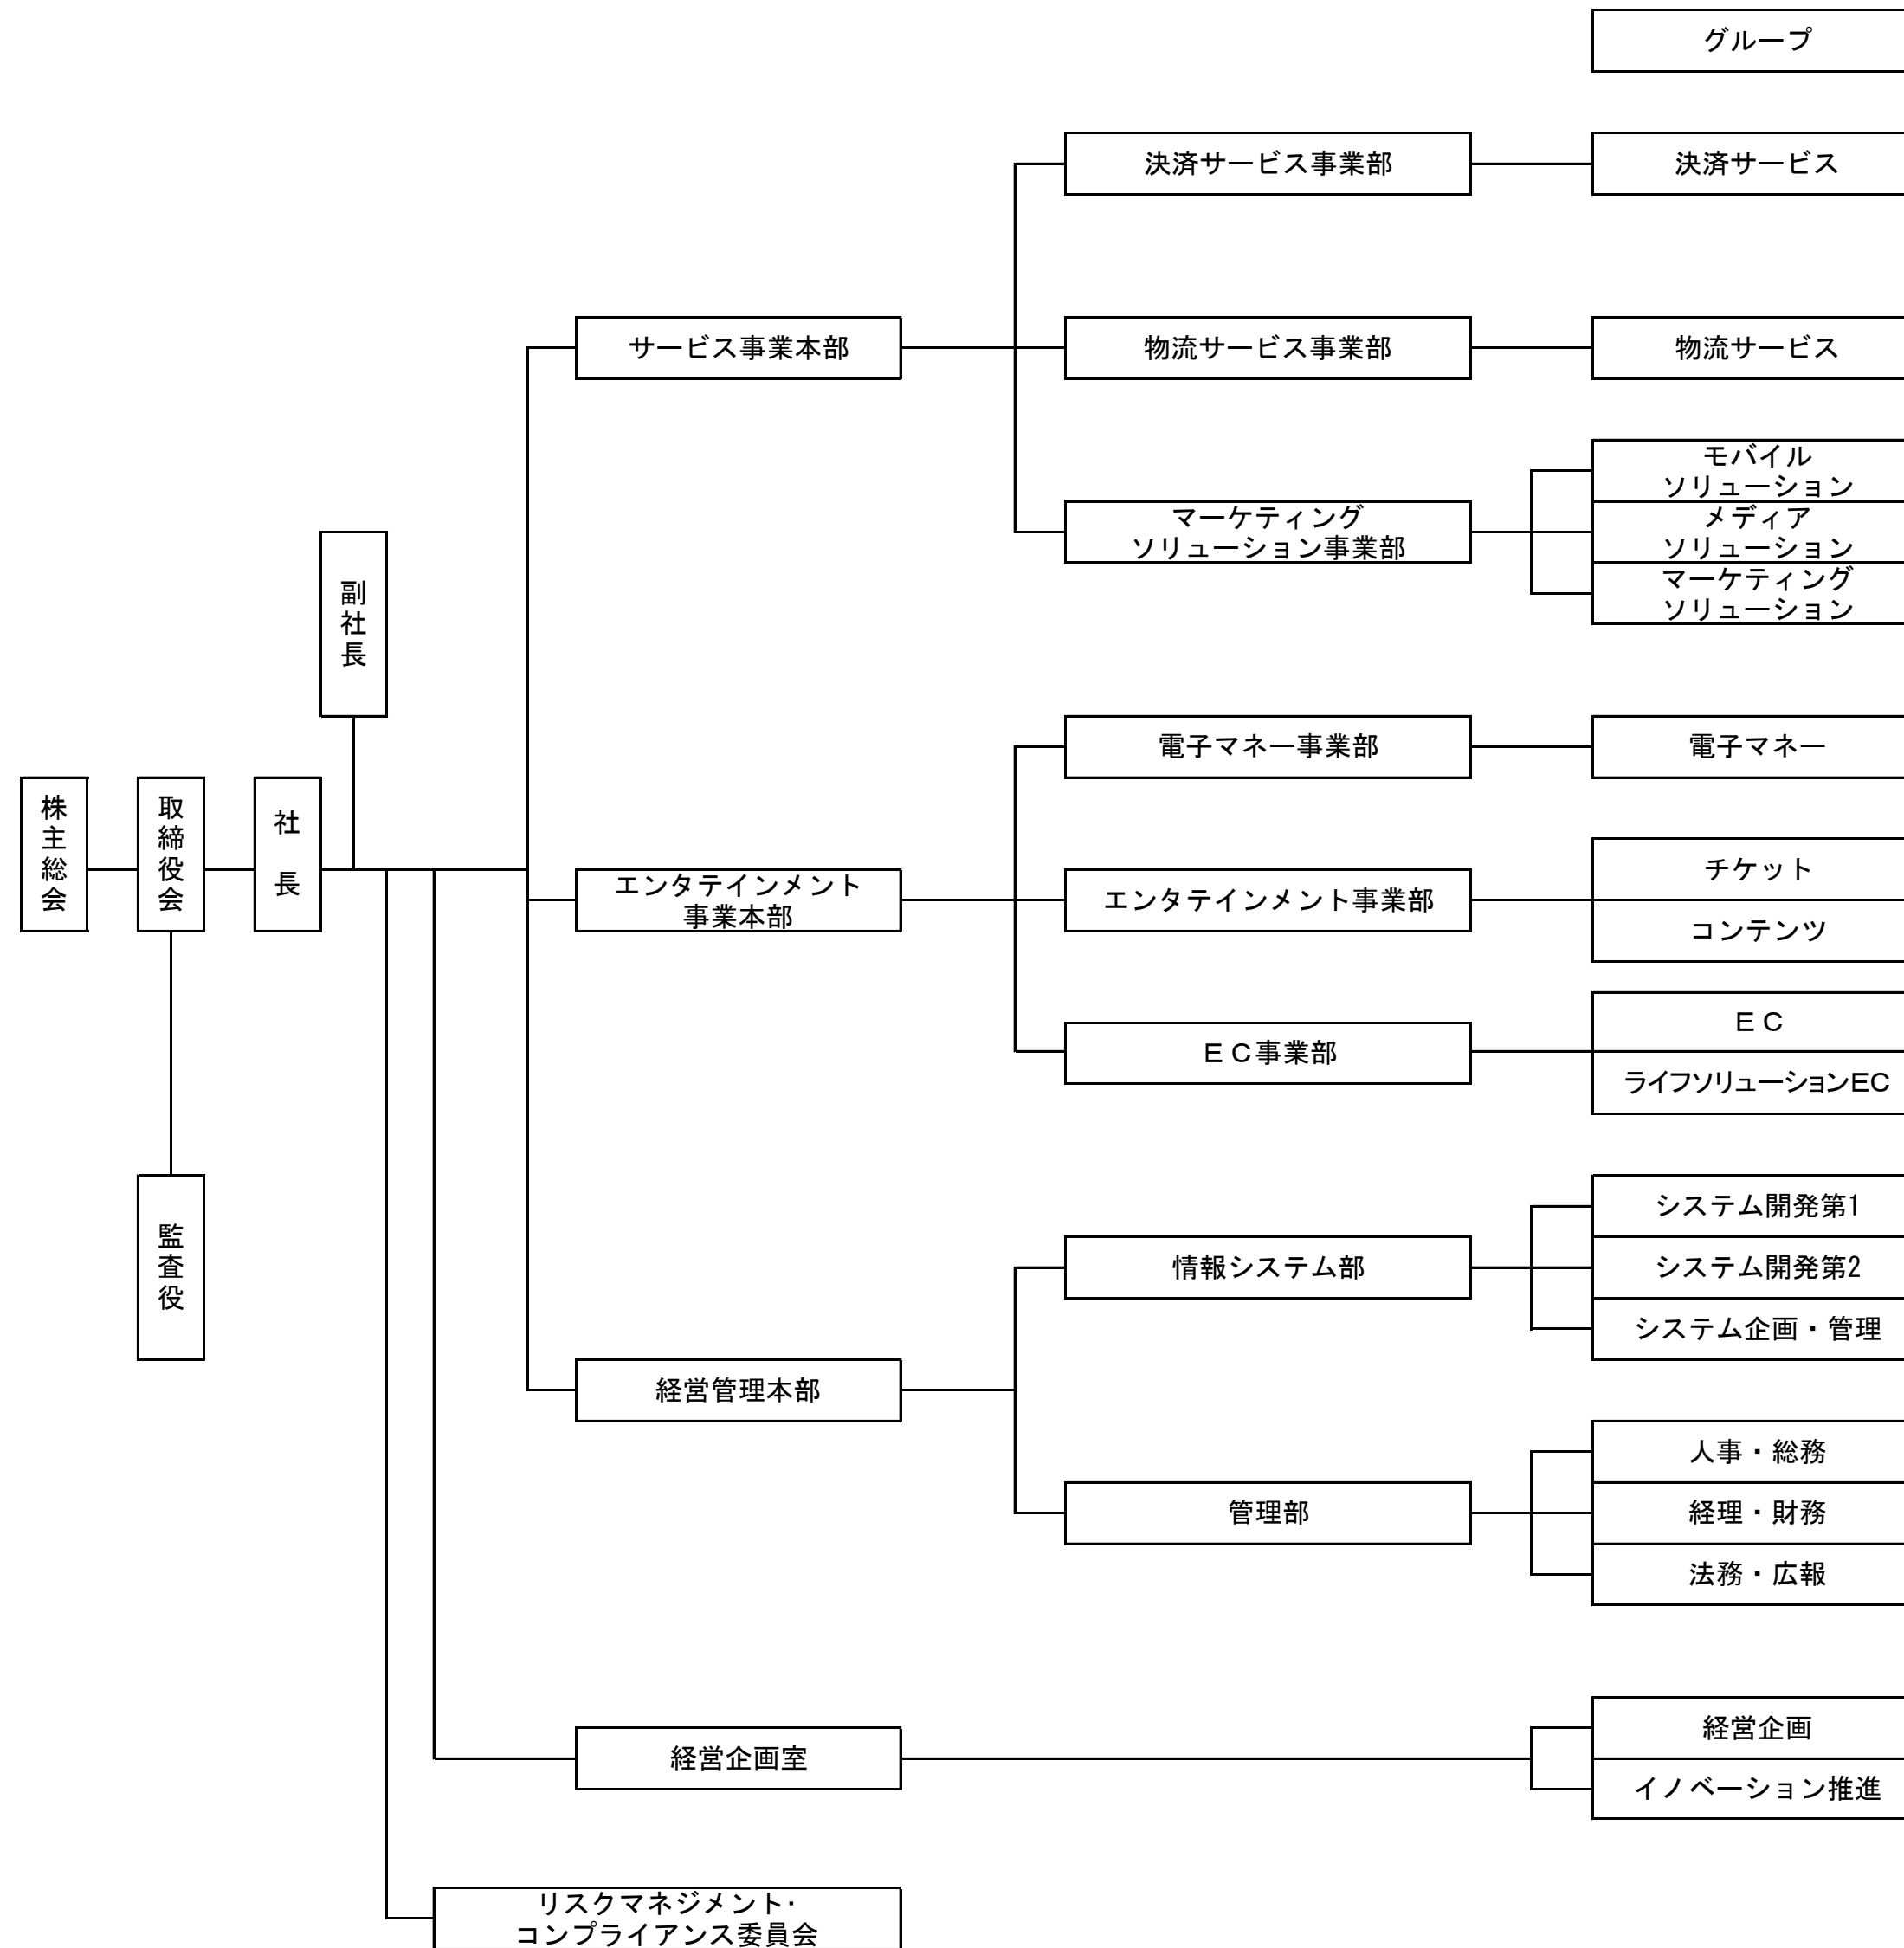 グループ
決済サービス事業部
決済サービス
サービス事業本部
物流サービス事業部
物流サービス
モバイル
ソリューション
マーケティング
ソリューション事業部
メディア
ソリューション
マーケティング
ソリューション
副社長
電子マネー事業部
電子マネー
株主総会
取締役会
社長
エンタテインメント
事業本部
エンタテインメント事業部
チケット
コンテンツ
ＥＣ事業部
ＥＣ
ライフソリューションEC
監査役
情報システム部
システム開発第1
システム開発第2
システム企画・管理
経営管理本部
管理部
人事・総務
経理・財務
法務・広報
経営企画室
経営企画
イノベーション推進
リスクマネジメント・
コンプライアンス委員会